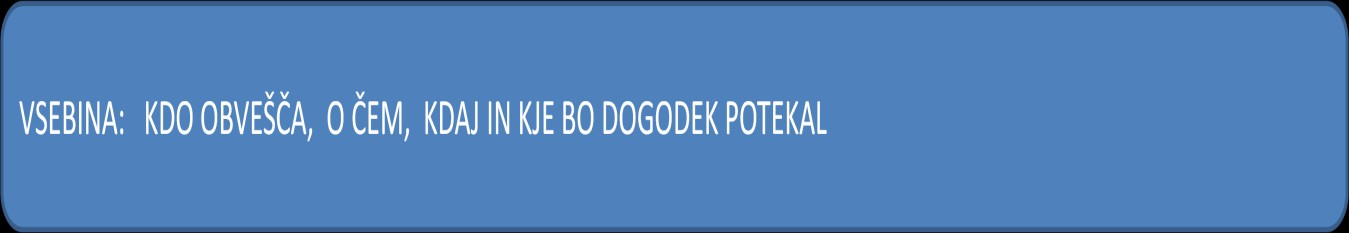 VSEBINA: KDO OBVEŠČA, O ČEM, KDAJ IN KJE BO DOGODEK POTEKAL